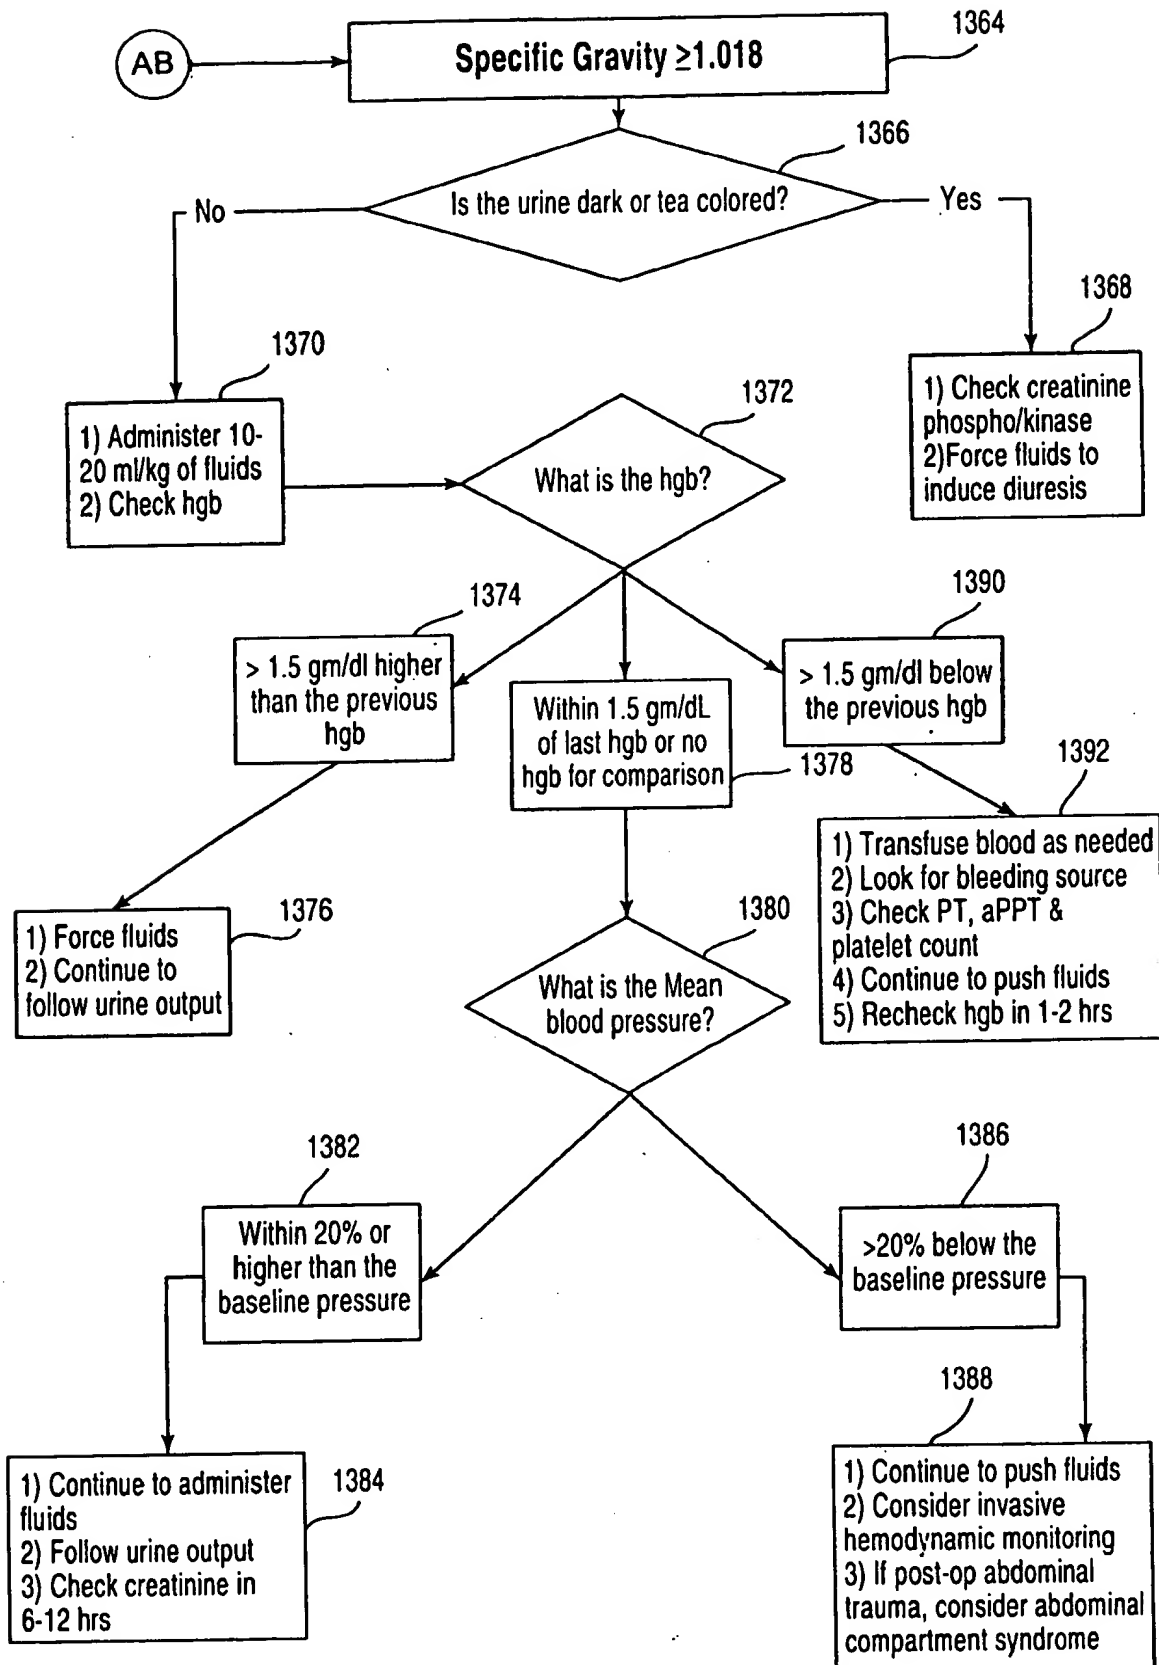 1364
AB
Specific Gravity ≥1.018
1366
Is the urine dark or tea colored?
No
Yes
1368
1370
1) Check creatinine
phospho/kinase
2)Force fluids to
induce diuresis
1372
1) Administer 10-
20 ml/kg of fluids
2) Check hgb
What is the hgb?
1374
1390
> 1.5 gm/dl higher
than the previous
hgb
Within 1.5 gm/dL
of last hgb or no
hgb for comparison
1378
> 1.5 gm/dl below
the previous hgb
1392
1) Transfuse blood as needed
2) Look for bleeding source
3) Check PT, aPPT &
platelet count
4) Continue to push fluids
5) Recheck hgb in 1-2 hrs
1376
1) Force fluids
2) Continue to
follow urine output
1380
What is the Mean
blood pressure?
1382
1386
Within 20% or
higher than the
baseline pressure
>20% below the
baseline pressure
1388
1384
1) Continue to administer
fluids
2) Follow urine output
3) Check creatinine in
6-12 hrs
1) Continue to push fluids
2) Consider invasive
hemodynamic monitoring
3) If post-op abdominal
trauma, consider abdominal
compartment syndrome